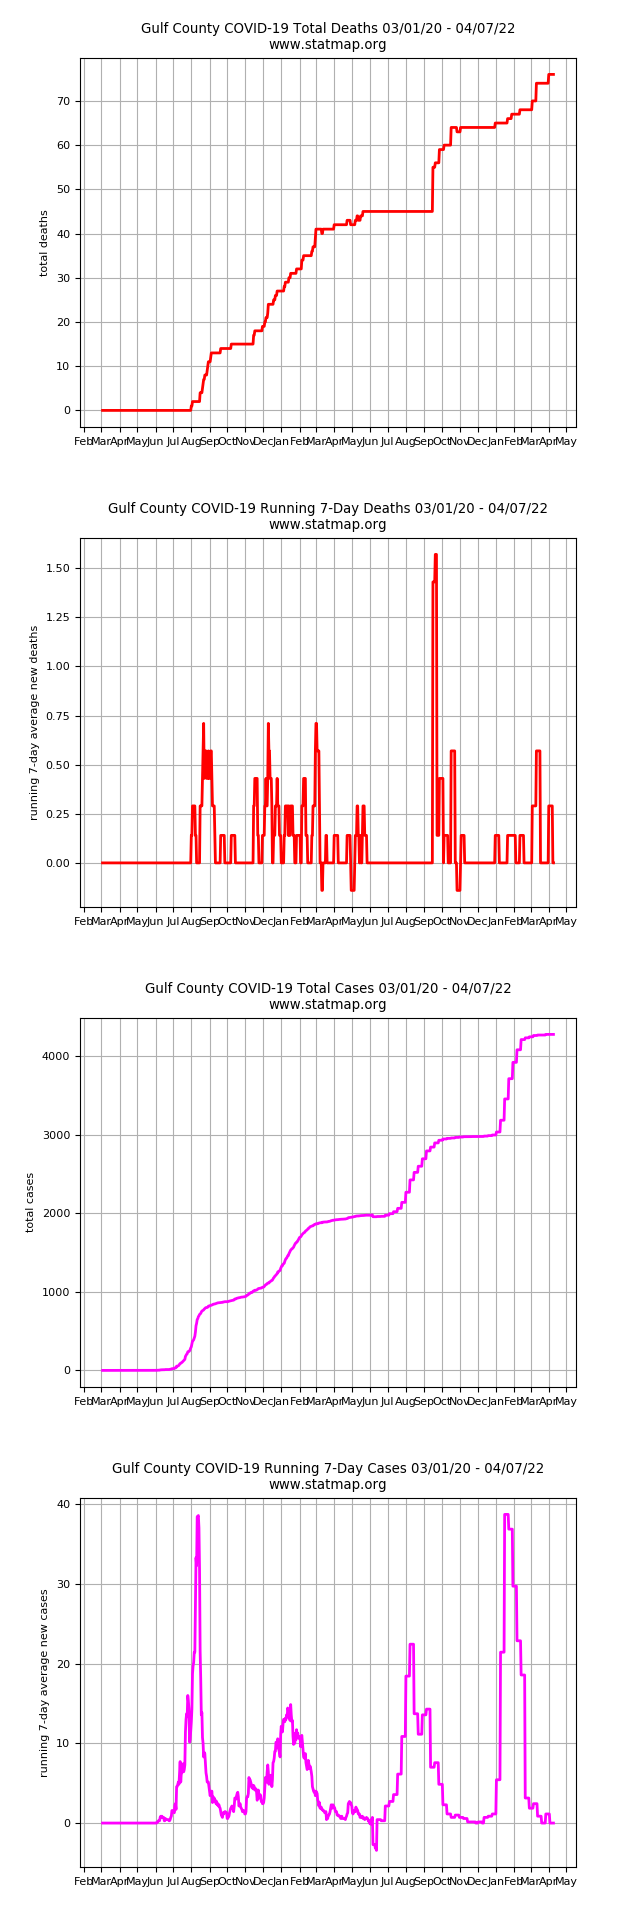 Gulf County COVID-19 Total Deaths 03/01/20 - 04/07/22
www.statmap.org
70
60
50
40
30
20
10
0
total deaths
Feb Mar Apr May Jun Jul Aug Sep Oct Nov Dec Jan Feb Mar Apr May Jun Jul Aug Sep Oct Nov Dec Jan Feb Mar Apr May
Gulf County COVID-19 Running 7-Day Deaths 03/01/20 - 04/07/22
www.statmap.org
1.50
1.25
1.00
0.75
0.50
0.25
0.00
running 7-day average new deaths
Feb Mar Apr May Jun Jul Aug Sep Oct Nov Dec Jan Feb Mar Apr May Jun Jul Aug Sep Oct Nov Dec Jan Feb Mar Apr May
Gulf County COVID-19 Total Cases 03/01/20 - 04/07/22
www.statmap.org
4000
3000
2000
1000
0
total cases
Feb Mar Apr May Jun Jul Aug Sep Oct Nov Dec Jan Feb Mar Apr May Jun Jul Aug Sep Oct Nov Dec Jan Feb Mar Apr May
Gulf County COVID-19 Running 7-Day Cases 03/01/20 - 04/07/22
www.statmap.org
40
30
20
10
0
running 7-day average new cases
Feb Mar Apr May Jun Jul Aug Sep Oct Nov Dec Jan Feb Mar Apr May Jun Jul Aug Sep Oct Nov Dec Jan Feb Mar Apr May